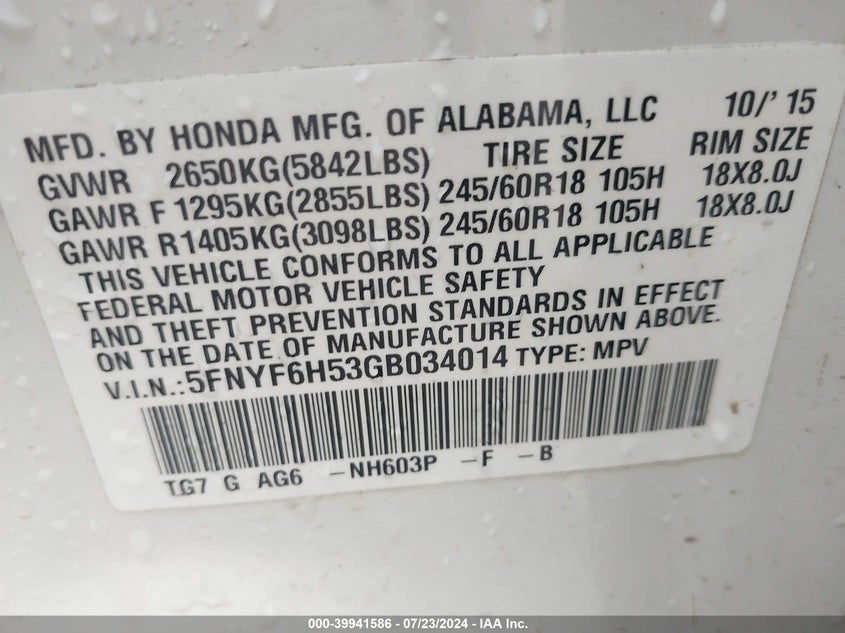 MFD. BY HONDA MFG. OF ALABAMA, LLC 10/' 15
GVWR 2650KG(5842LBS) TIRE SIZE RIM SIZE
GAWR F 1295KG(2855LBS) 245/60R18 105H 18X8.0J
GAWR R1405KG(3098LBS) 245/60R18 105H 18X8.0J
THIS VEHICLE CONFORMS TO ALL APPLICABLE
FEDERAL MOTOR VEHICLE SAFETY
AND THEFT PREVENTION STANDARDS IN EFFECT
ON THE DATE OF MANUFACTURE SHOWN ABOVE.
V.I.N.:5FNYF6H53GB034014 TYPE: MPV
TG7 G AG6 -NH603P -F -B
000-39941586 - 07/23/2024 - IAA Inc.